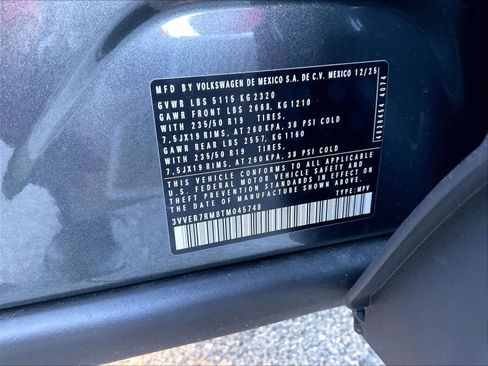 MFD BY VOLKSWAGEN DE MEXICO S.A. DE C.V. MEXICO 12/25
GVWR LBS 5115 KG 2320
GAWR FRONT LBS 2668, KG 1210
WITH 235/50 R19 TIRES,
7,5JX19 RIMS, AT 260KPA, 38 PSI COLD
GAWR REAR LBS 2557, KG 1160
WITH 235/50 R19 TIRES,
7,5JX19 RIMS, AT 260KPA, 38 PSI COLD
THIS VEHICLE CONFORMS TO ALL APPLICABLE
U.S. FEDERAL MOTOR VEHICLE SAFETY AND
THEFT PREVENTION STANDARDS IN EFFECT ON
THE DATE OF MANUFACTURE SHOWN ABOVE.
3VVER7RM8TM045748 TYPE: MPV